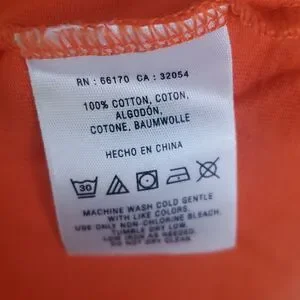 RN : 66170 CA : 32054
100% COTTON, COTON,
ALGODÓN,
COTONE, BAUMWOLLE
HECHO EN CHINA
30
MACHINE WASH COLD GENTLE
WITH LIKE COLORS.
USE ONLY NON-CHLORINE BLEACH.
TUMBLE DRY LOW.
LOW IRON AS NEEDED.
DO NOT DRY CLEAN.